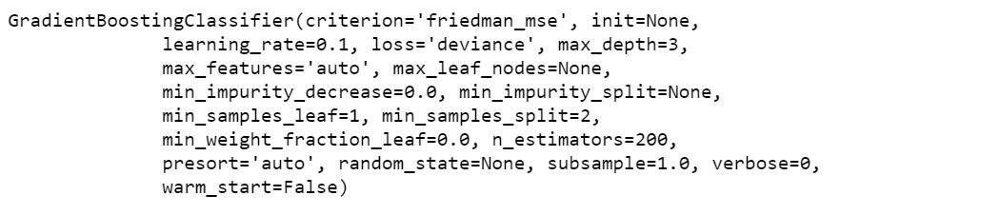 GradientBoostingClassifier(criterion='friedman_mse', init=None,
learning_rate=0.1, loss='deviance', max_depth=3,
max_features='auto', max_leaf_nodes=None,
min_impurity_decrease=0.0, min_impurity_split=None,
min_samples_leaf=1, min_samples_split=2,
min_weight_fraction_leaf=0.0, n_estimators=200,
presort='auto', random_state=None, subsample=1.0, verbose=0,
warm_start=False)